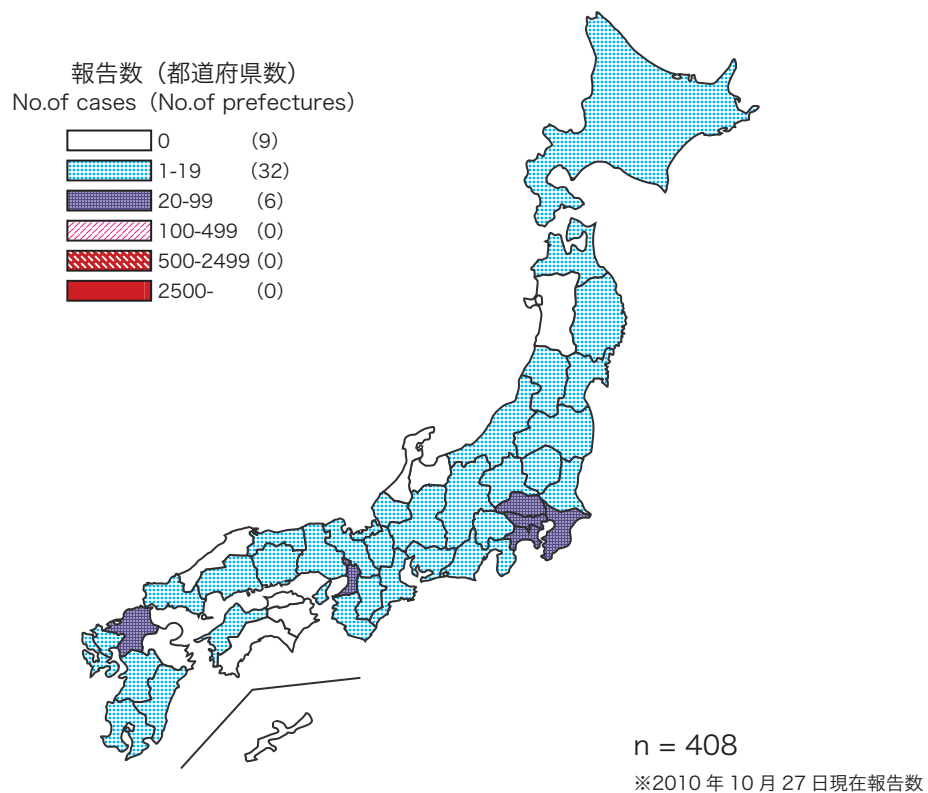 報告数（都道府県数）
No.of cases（No.of prefectures）
0 （9）
1-19 （32）
20-99 （6）
100-499 （0）
500-2499（0）
2500- （0）
n = 408
※2010 年 10 月 27 日現在報告数